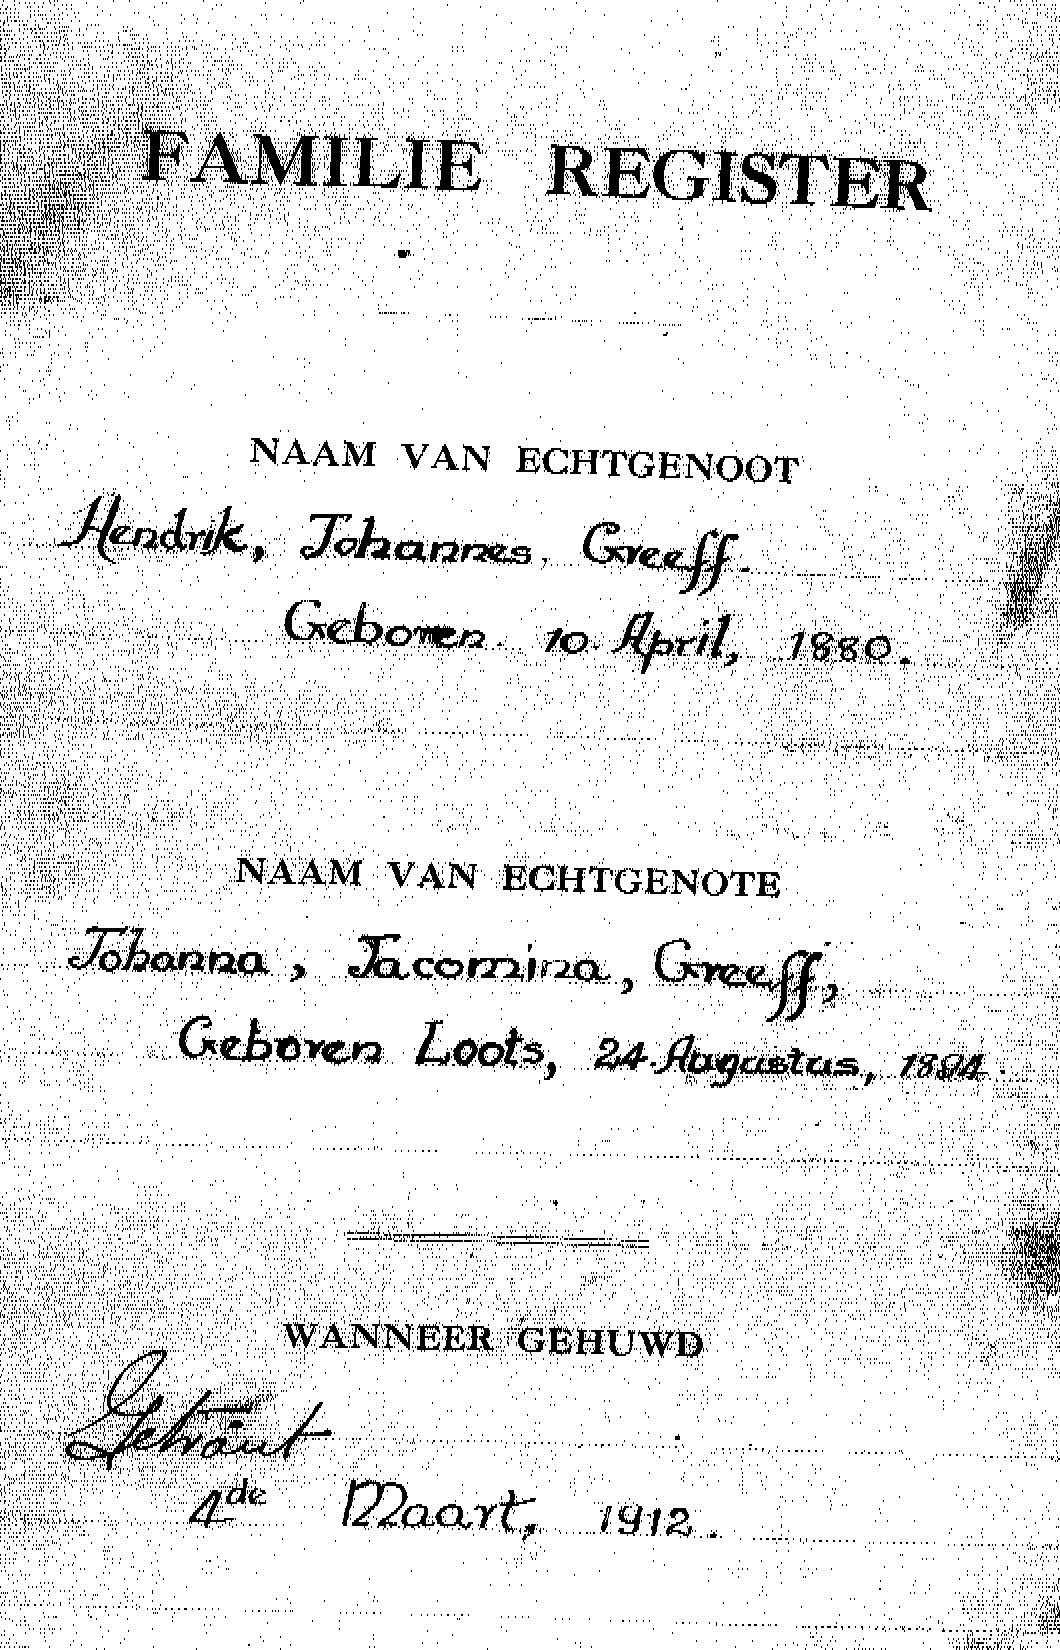 FAMILIE REGISTER
NAAM VAN ECHTGENOOT
Hendrik, Johannes. Greeff.
Geboren. 10. April, 1880.
NAAM VAN ECHTGENOTE
Johanna, Jacomina, Greeff,
Geboren Loots, 24. Augustus, 1894.
WANNEER GEHUWD
Getrout
4de Maart, 1912.